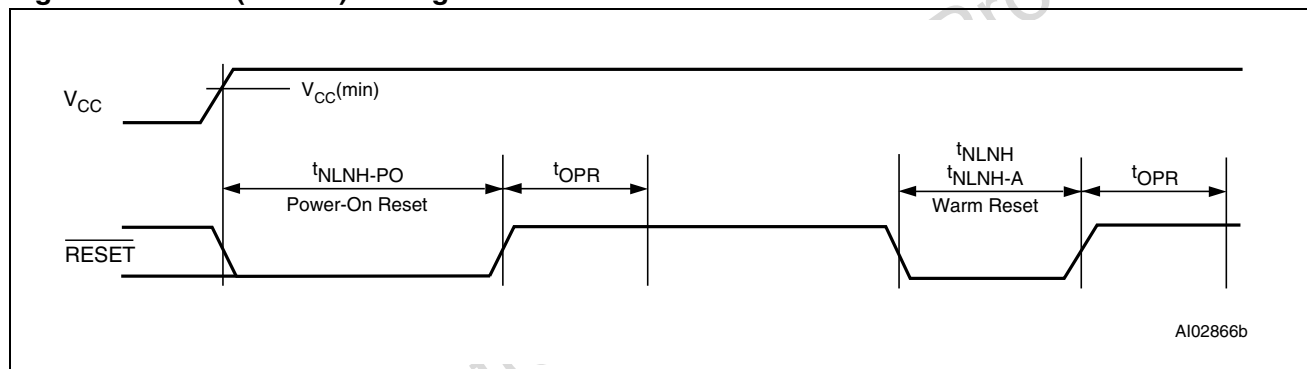 VCC
VCC(min)
tNLNH-PO
Power-On Reset
tOPR
tNLNH
tNLNH-A
Warm Reset
tOPR
RESET
AI02866b